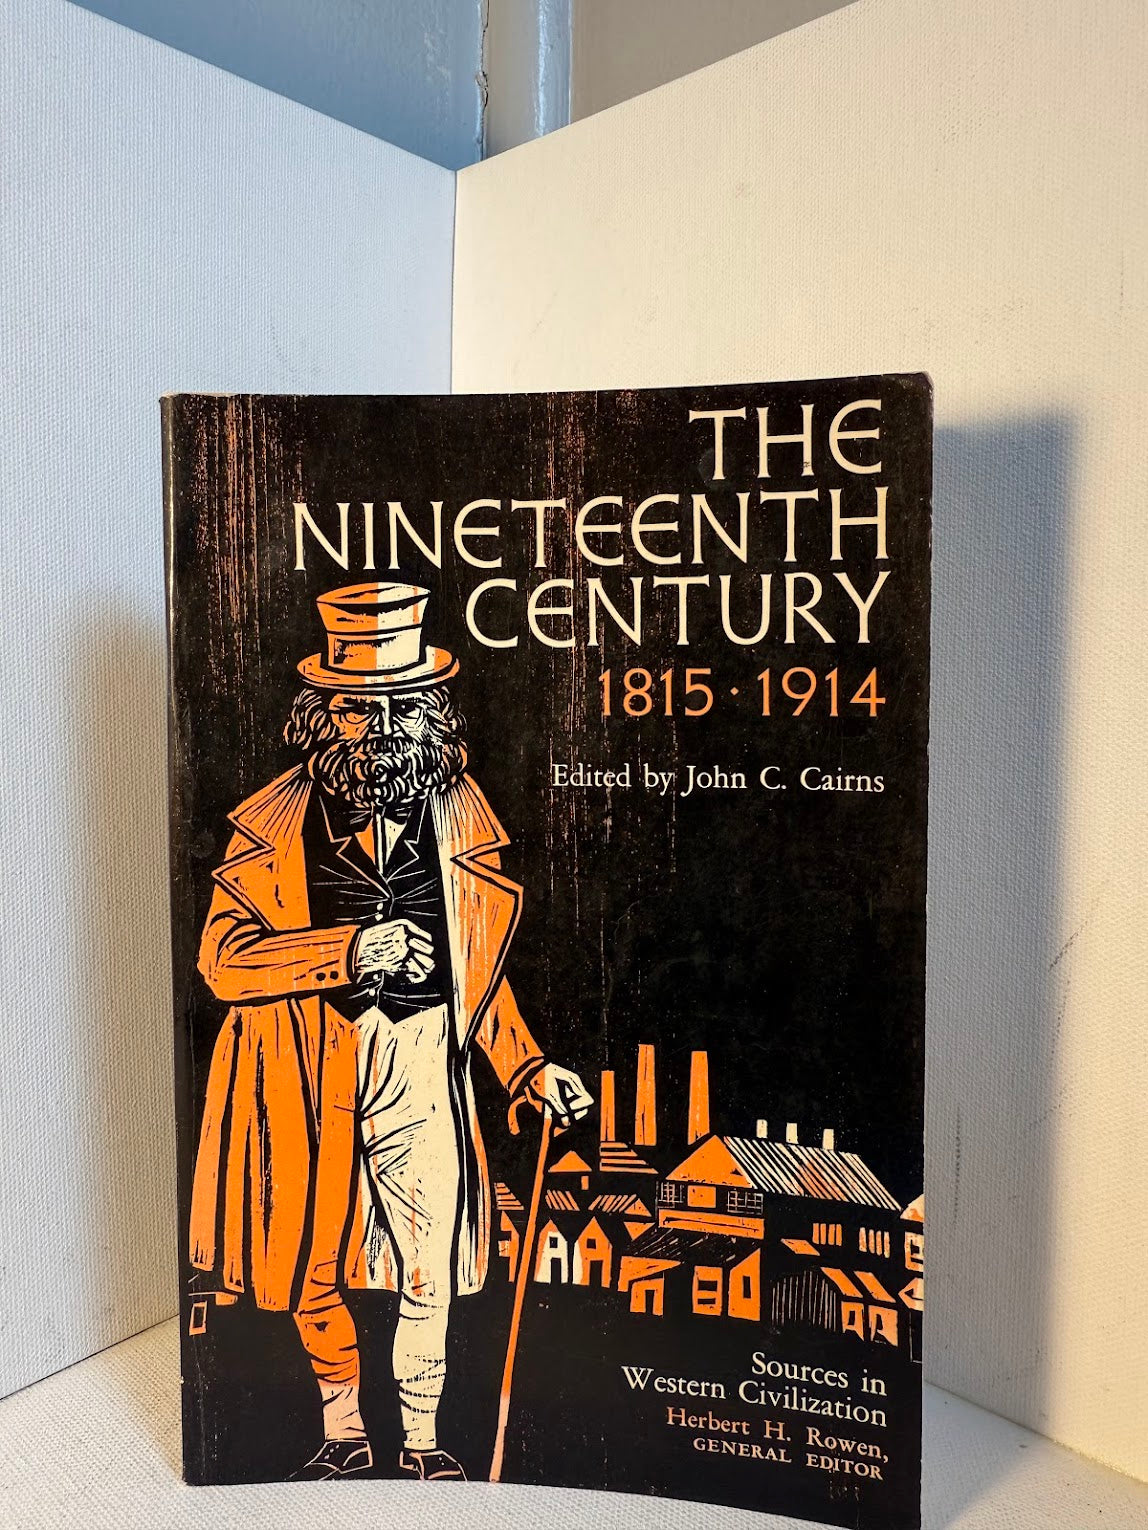 THE
NINETEENTH
CENTURY
1815 · 1914
Edited by John C. Cairns
Sources in
Western Civilization
Herbert H. Rowen,
GENERAL EDITOR